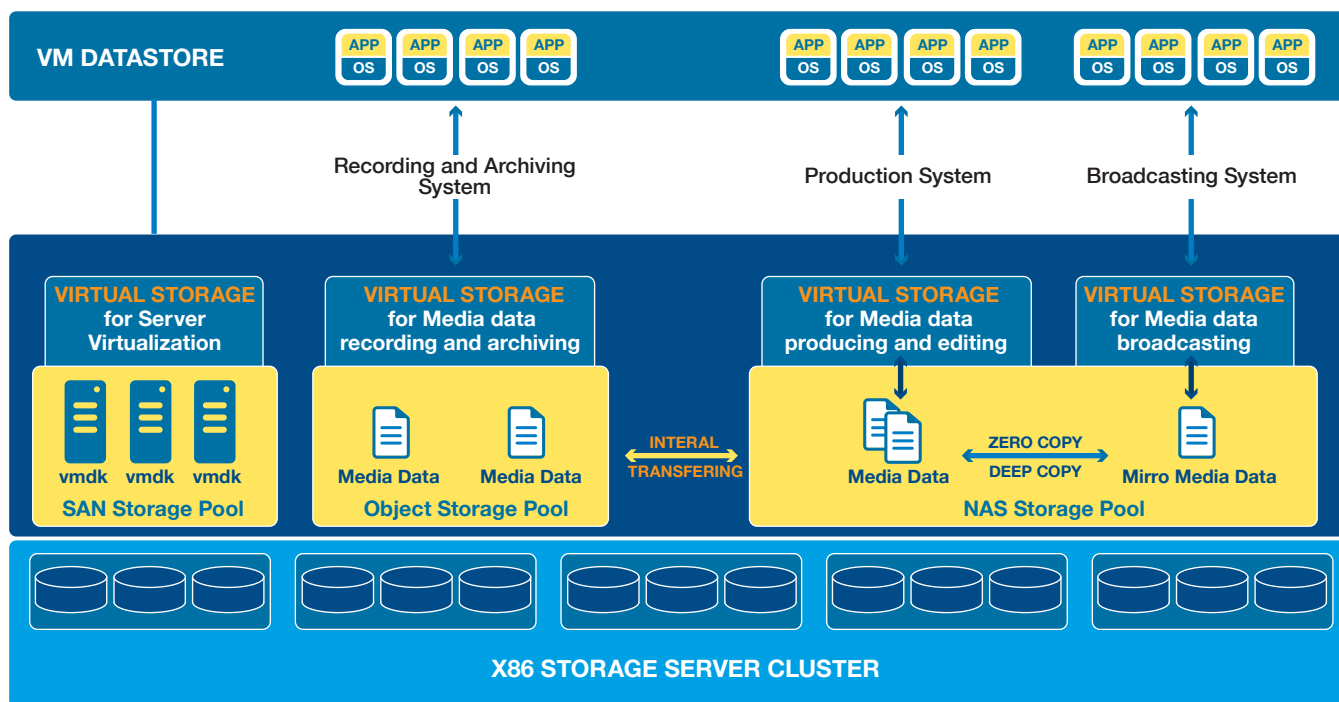 VM DATASTORE
APP APP APP APP
OS OS OS OS
APP APP APP APP
OS OS OS OS
APP APP APP APP
OS OS OS OS
Recording and Archiving
System
Production System
Broadcasting System
VIRTUAL STORAGE
for Server
Virtualization
VIRTUAL STORAGE
for Media data
recording and archiving
VIRTUAL STORAGE
for Media data
producing and editing
VIRTUAL STORAGE
for Media data
broadcasting
vmdk vmdk vmdk
SAN Storage Pool
Media Data Media Data
Object Storage Pool
INTERAL
TRANSFERING
Media Data
ZERO COPY
DEEP COPY
Mirro Media Data
NAS Storage Pool
X86 STORAGE SERVER CLUSTER